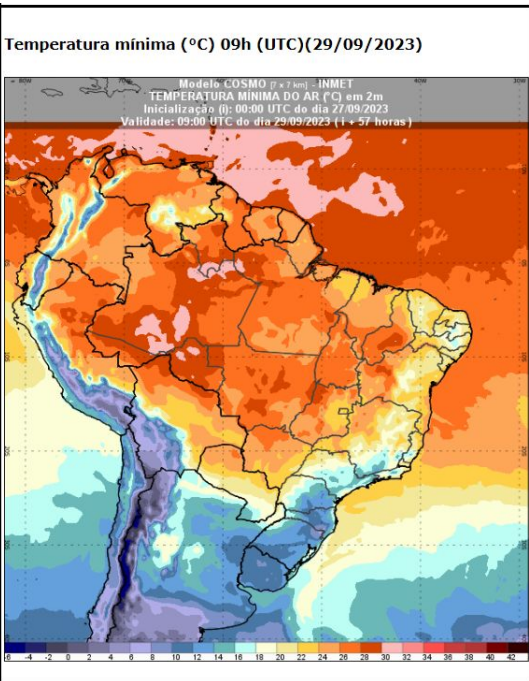 Temperatura mínima (ºC) 09h (UTC)(29/09/2023)
Modelo COSMO [7 x 7 km] - INMET
TEMPERATURA MÍNIMA DO AR (°C) em 2m
Inicialização (i): 00:00 UTC do dia 27/09/2023
Validade: 09:00 UTC do dia 29/09/2023 ( i + 57 horas )
-6 -4 -2 0 2 4 6 8 10 12 14 16 18 20 22 24 26 28 30 32 34 36 38 40 42